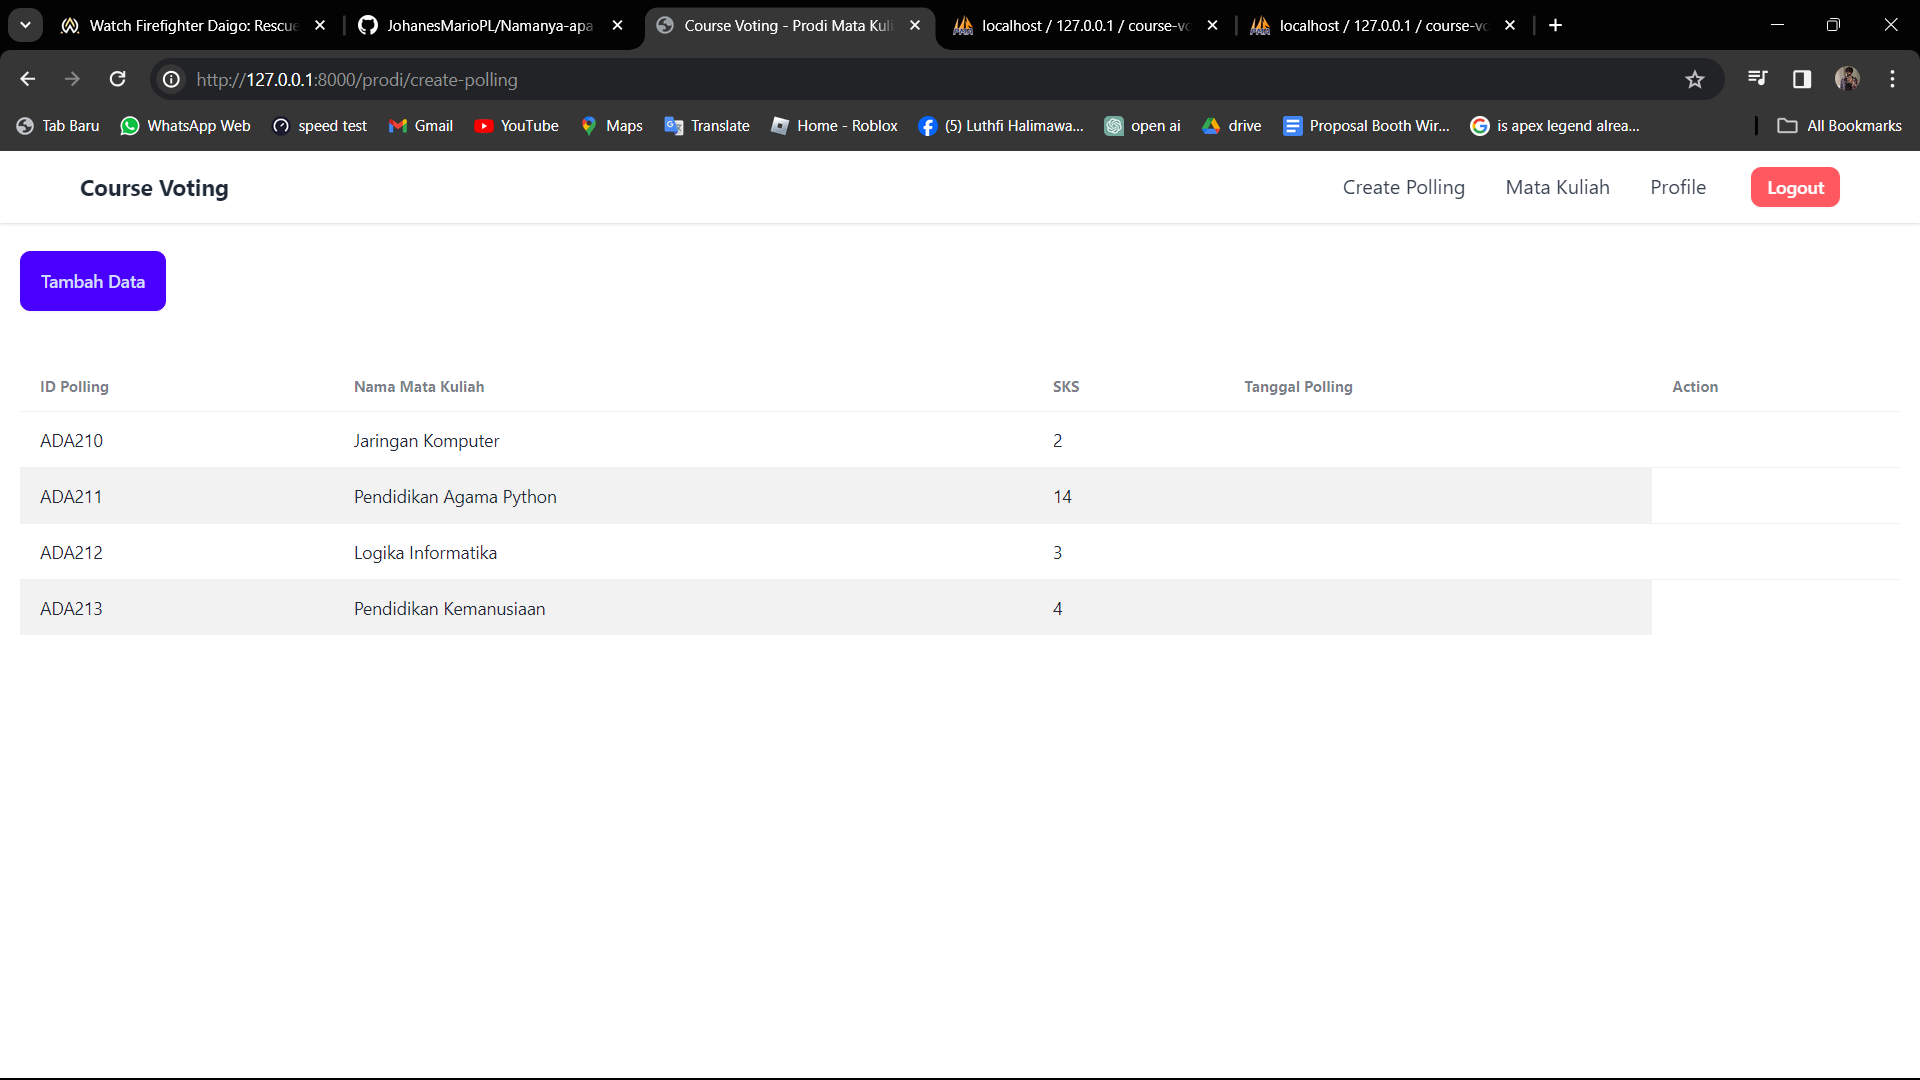 Watch Firefighter Daigo: Rescue
JohanesMarioPL/Namanya-apa
Course Voting - Prodi Mata Kuli
localhost / 127.0.0.1 / course-vo
localhost / 127.0.0.1 / course-vo
http://127.0.0.1:8000/prodi/create-polling
Tab Baru
WhatsApp Web
speed test
Gmail
YouTube
Maps
Translate
Home - Roblox
(5) Luthfi Halimawa...
open ai
drive
Proposal Booth Wir...
is apex legend alrea...
All Bookmarks
Course Voting
Create Polling
Mata Kuliah
Profile
Logout
Tambah Data
ID Polling Nama Mata Kuliah SKS Tanggal Polling Action
ADA210 Jaringan Komputer 2
ADA211 Pendidikan Agama Python 14
ADA212 Logika Informatika 3
ADA213 Pendidikan Kemanusiaan 4